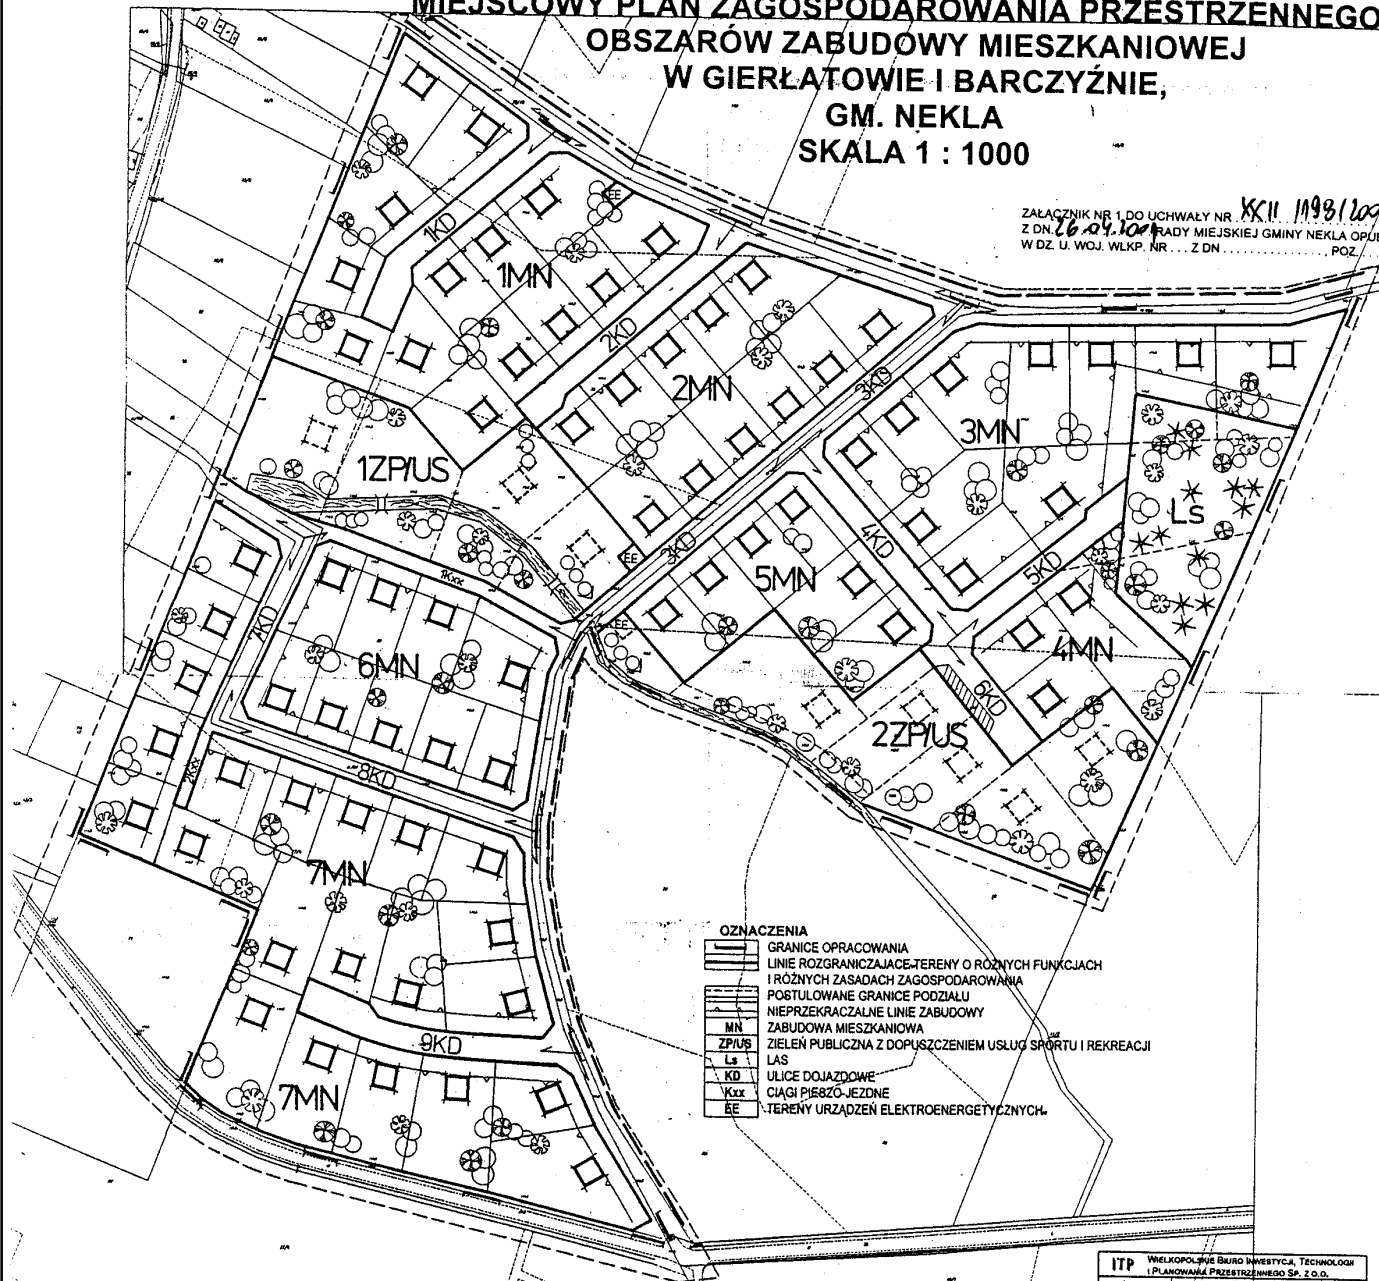 MIEJSCOWY PLAN ZAGOSPODAROWANIA PRZESTRZENNEGO
OBSZARÓW ZABUDOWY MIESZKANIOWEJ
W GIERŁATOWIE I BARCZYŹNIE,
GM. NEKLA
SKALA 1 : 1000
ZAŁĄCZNIK NR 1 DO UCHWAŁY NR XXII
Z DN. RADY MIEJSKIEJ GMINY NEKLA
W DZ. U. WOJ. WLKP. NR ... Z DN ............. , POZ.
EE
1KD
1MN
2KD
2MN
3KD
3MN
1ZP/US
Ls
4KD
3KD
EE
5KD
5MN
1Kxx
EE
7KD
4MN
6MN
6KD
2ZP/US
2Kxx
8KD
7MN
9KD
7MN
OZNACZENIA
GRANICE OPRACOWANIA
LINIE ROZGRANICZAJĄCE TERENY O RÓŻNYCH FUNKCJACH
I RÓŻNYCH ZASADACH ZAGOSPODAROWANIA
POSTULOWANE GRANICE PODZIAŁU
NIEPRZEKRACZALNE LINIE ZABUDOWY
MN ZABUDOWA MIESZKANIOWA
ZP/US ZIELEŃ PUBLICZNA Z DOPUSZCZENIEM USŁUG SPORTU I REKREACJI
Ls LAS
KD ULICE DOJAZDOWE
Kxx CIĄGI PIESZO-JEZDNE
EE TERENY URZĄDZEŃ ELEKTROENERGETYCZNYCH
ITP WIELKOPOLSKIE BIURO INWESTYCJI, TECHNOLOGII
I PLANOWANIA PRZESTRZENNEGO SP. Z O.O.